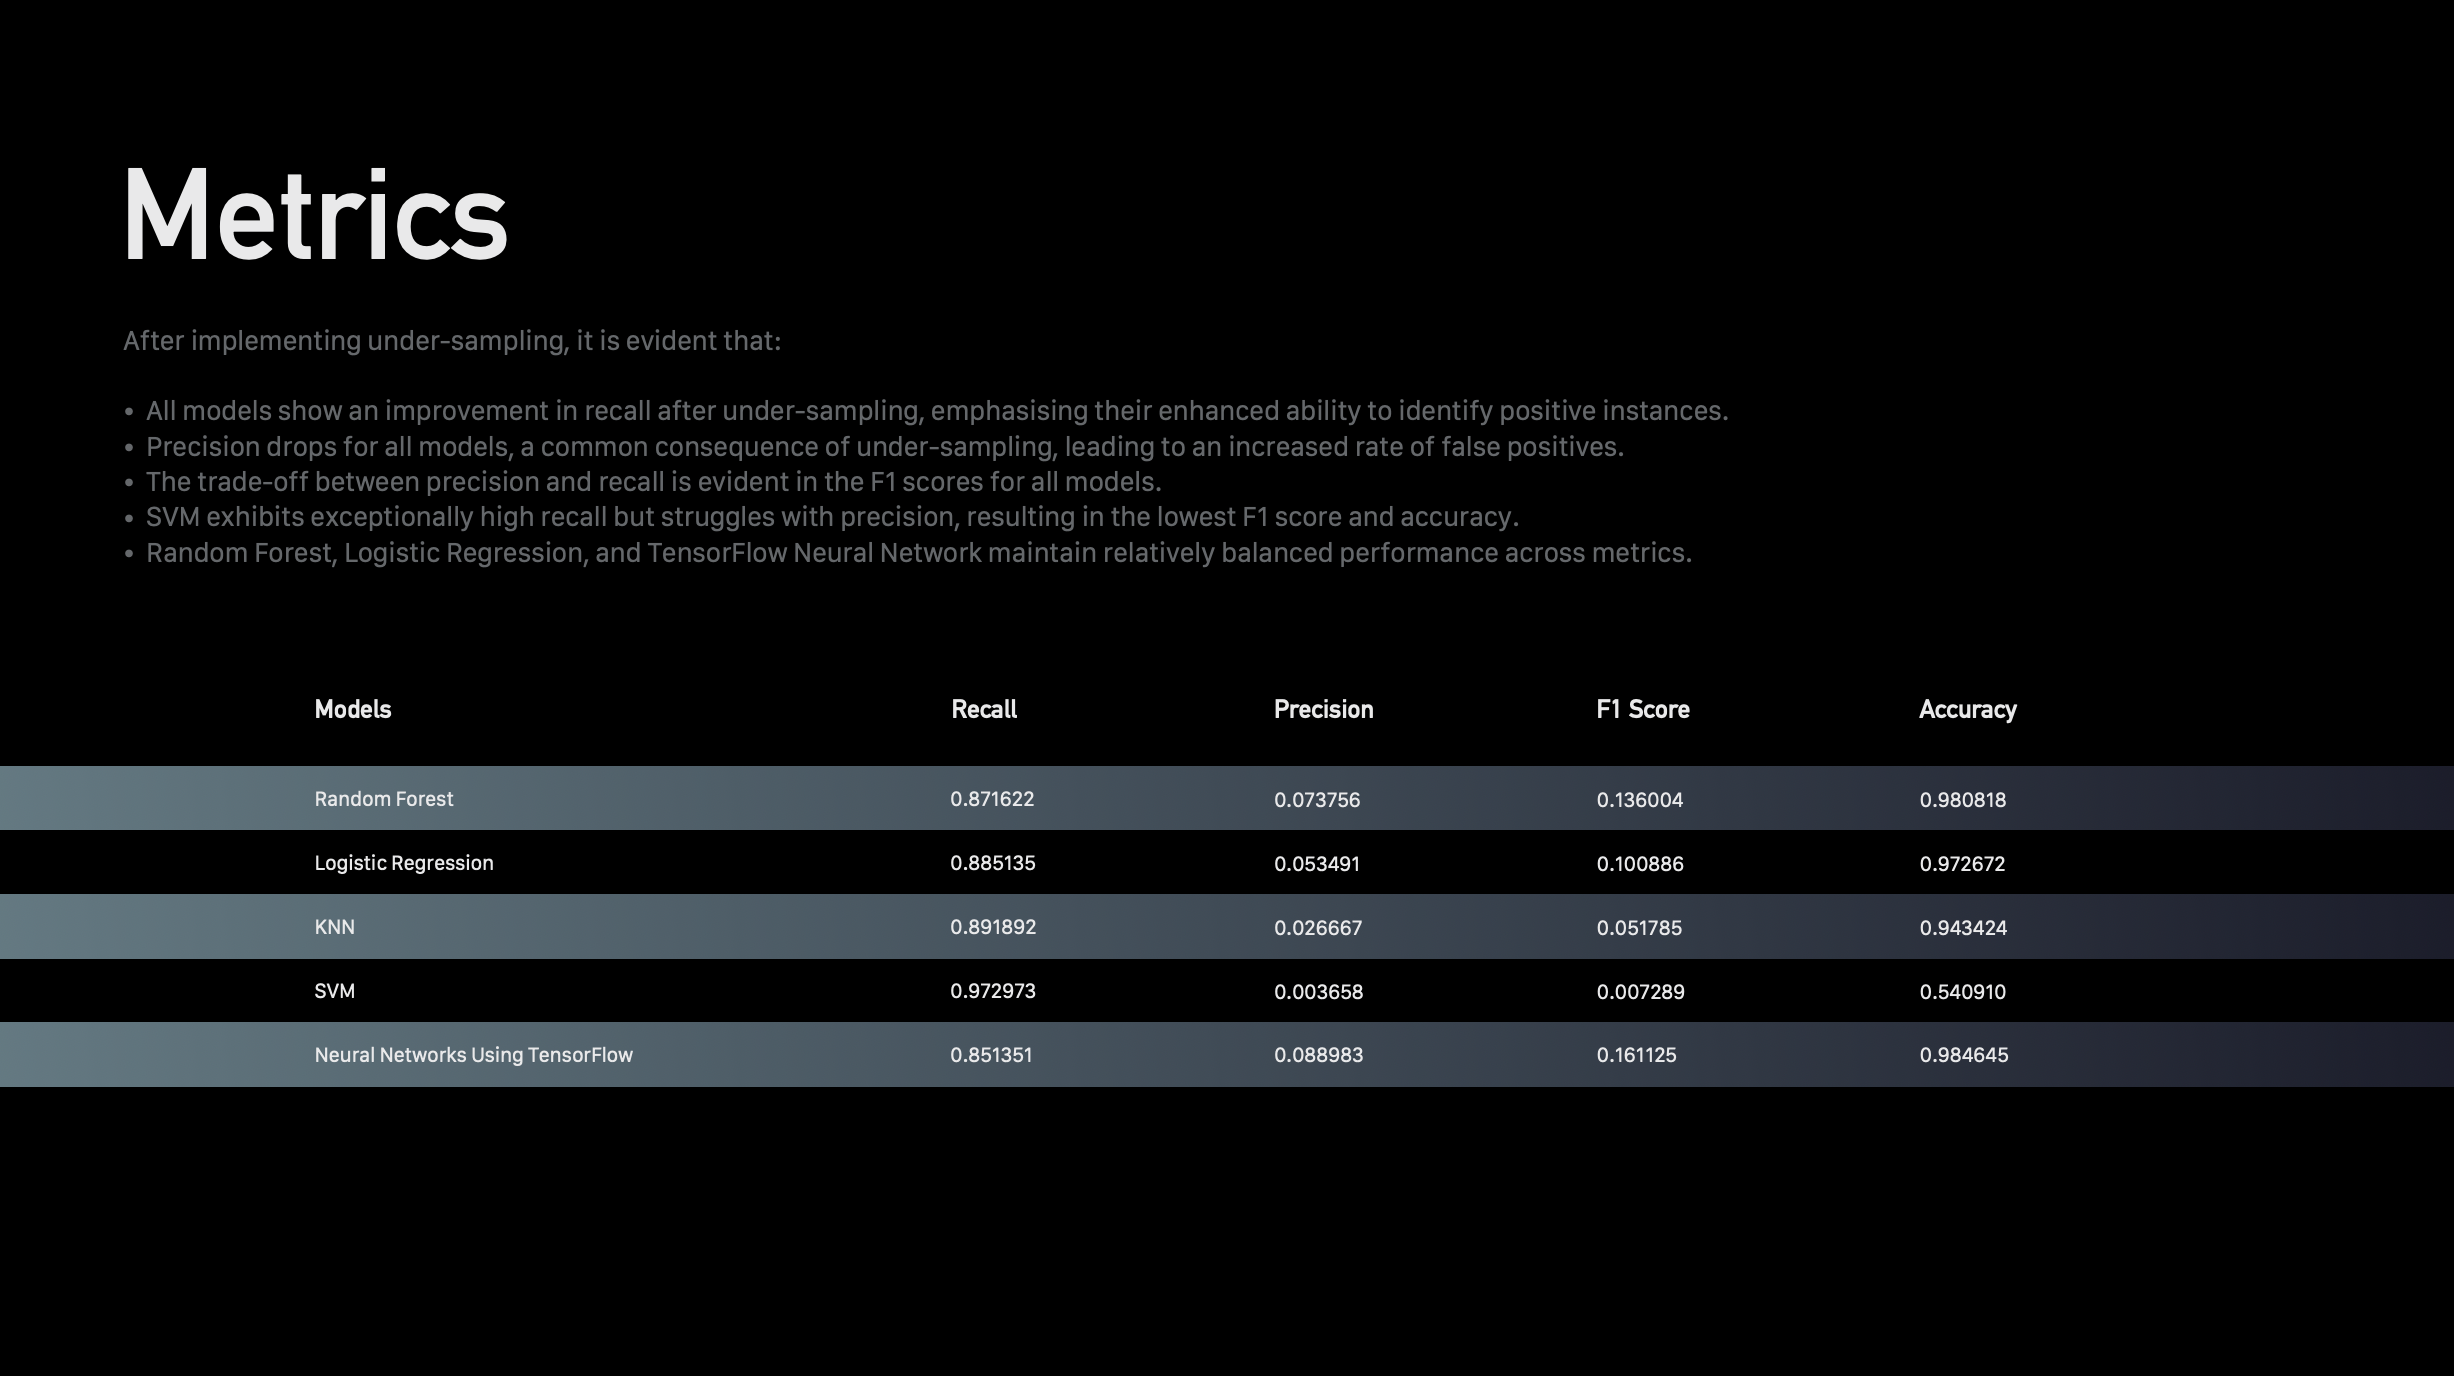 Metrics
After implementing under-sampling, it is evident that:
• All models show an improvement in recall after under-sampling, emphasising their enhanced ability to identify positive instances.
• Precision drops for all models, a common consequence of under-sampling, leading to an increased rate of false positives.
• The trade-off between precision and recall is evident in the F1 scores for all models.
• SVM exhibits exceptionally high recall but struggles with precision, resulting in the lowest F1 score and accuracy.
• Random Forest, Logistic Regression, and TensorFlow Neural Network maintain relatively balanced performance across metrics.
Models Recall Precision F1 Score Accuracy
Random Forest 0.871622 0.073756 0.136004 0.980818
Logistic Regression 0.885135 0.053491 0.100886 0.972672
KNN 0.891892 0.026667 0.051785 0.943424
SVM 0.972973 0.003658 0.007289 0.540910
Neural Networks Using TensorFlow 0.851351 0.088983 0.161125 0.984645